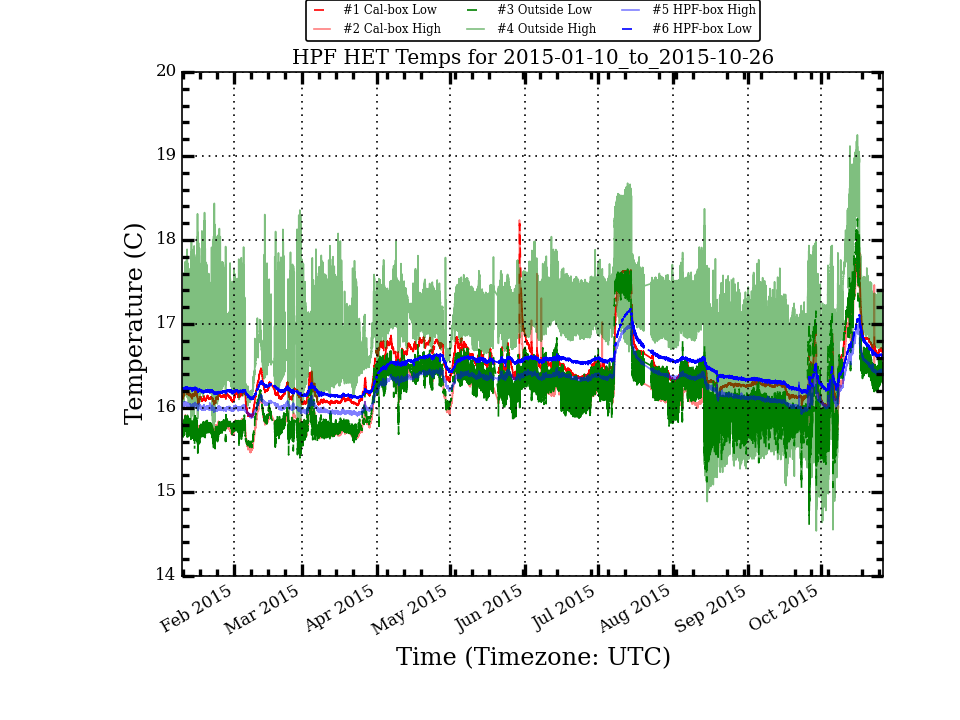 #1 Cal-box Low #3 Outside Low #5 HPF-box High
#2 Cal-box High #4 Outside High #6 HPF-box Low
HPF HET Temps for 2015-01-10_to_2015-10-26
20
19
18
17
16
15
14
Temperature (C)
Feb 2015 Mar 2015 Apr 2015 May 2015 Jun 2015 Jul 2015 Aug 2015 Sep 2015 Oct 2015
Time (Timezone: UTC)